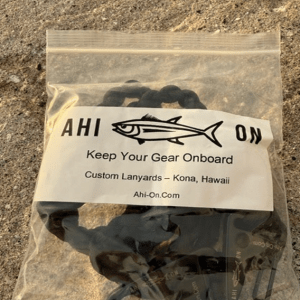 AHI ON
Keep Your Gear Onboard
Custom Lanyards – Kona, Hawaii
Ahi-On.Com